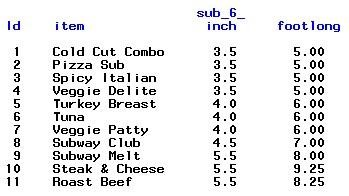 sub_6_
Id item inch footlong
1 Cold Cut Combo 3.5 5.00
2 Pizza Sub 3.5 5.00
3 Spicy Italian 3.5 5.00
4 Veggie Delite 3.5 5.00
5 Turkey Breast 4.0 6.00
6 Tuna 4.0 6.00
7 Veggie Patty 4.0 6.00
8 Subway Club 4.5 7.00
9 Subway Melt 5.5 8.00
10 Steak & Cheese 5.5 9.25
11 Roast Beef 5.5 8.25